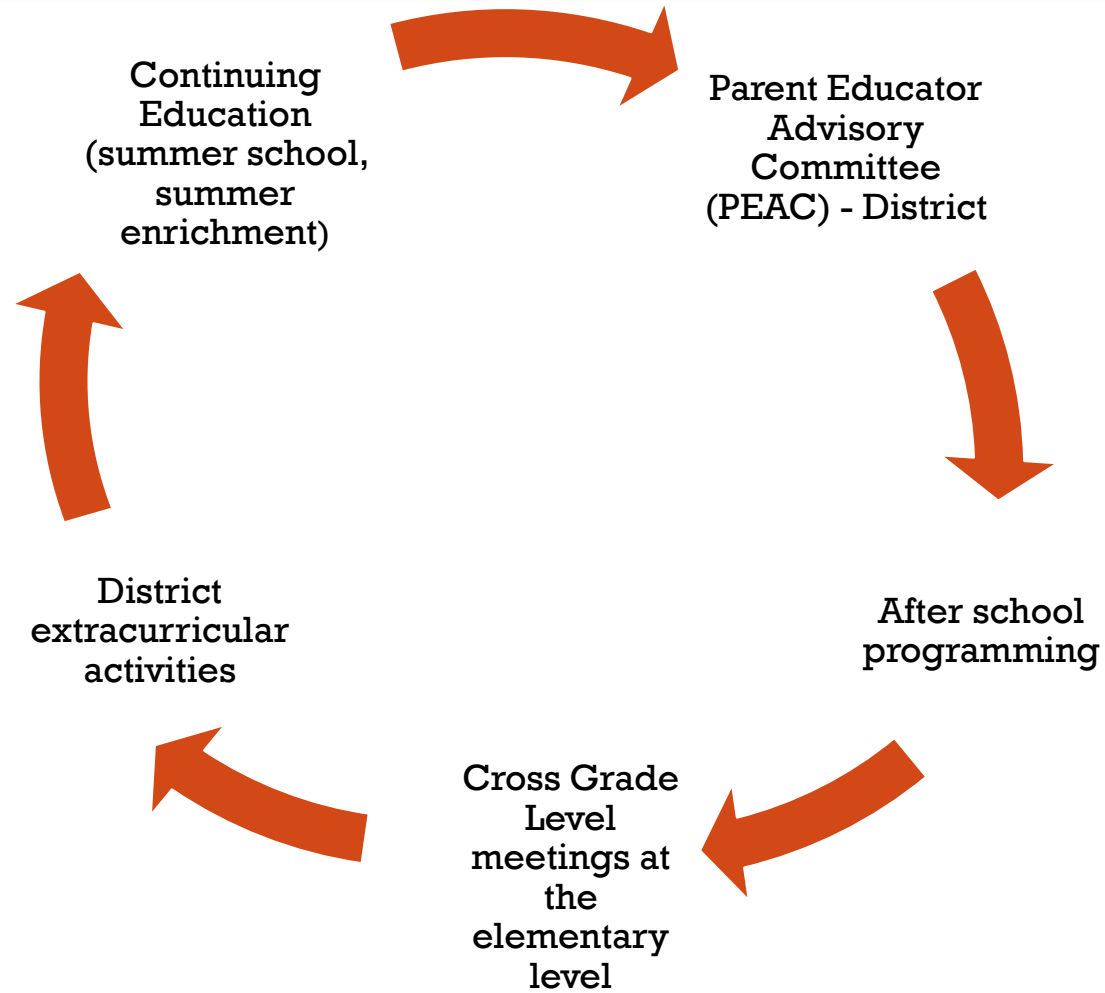 Continuing
Education
(summer school,
summer
enrichment)
Parent Educator
Advisory
Committee
(PEAC) - District
After school
programming
Cross Grade
Level
meetings at
the
elementary
level
District
extracurricular
activities